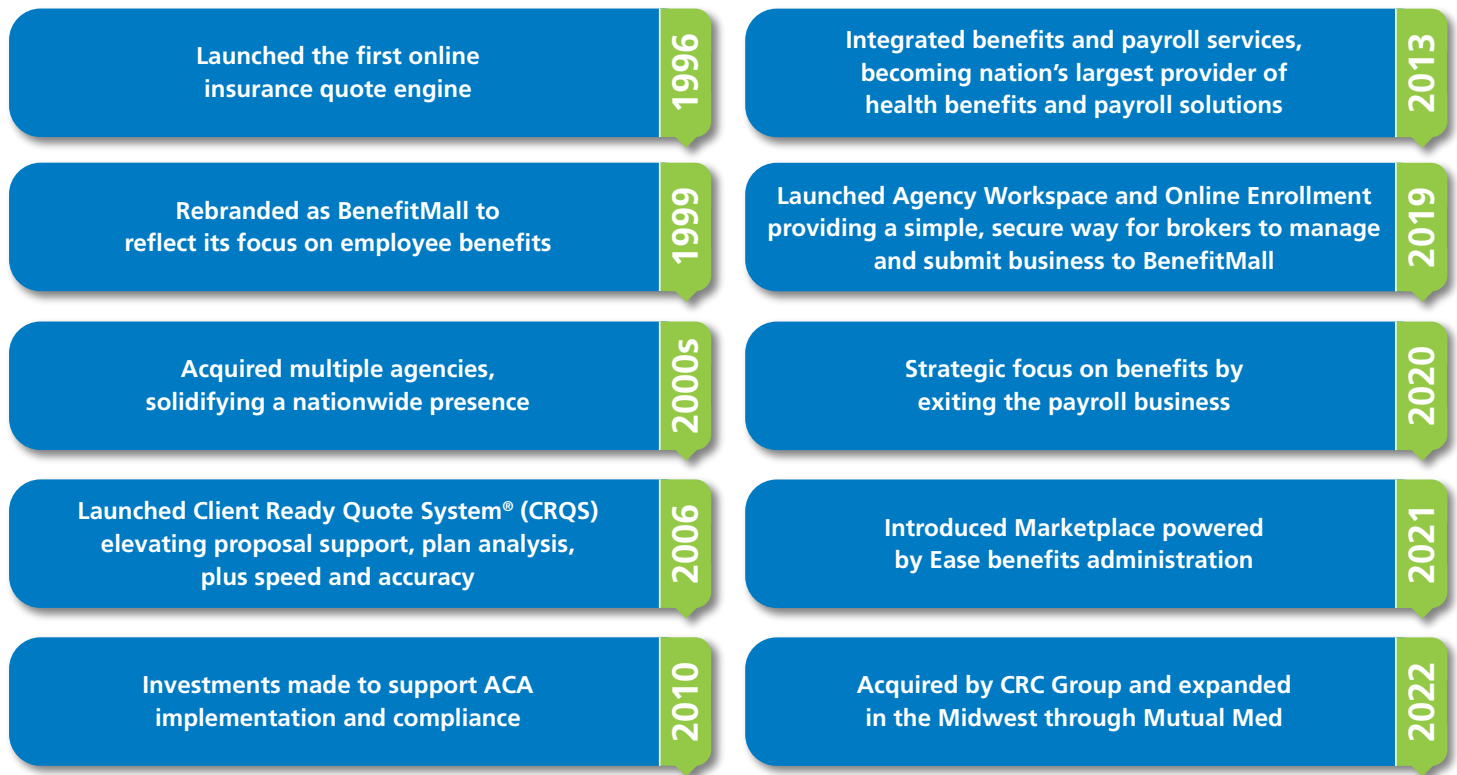 Launched the first online
insurance quote engine
1996
Rebranded as BenefitMall to
reflect its focus on employee benefits
1999
Acquired multiple agencies,
solidifying a nationwide presence
2000s
Launched Client Ready Quote System® (CRQS)
elevating proposal support, plan analysis,
plus speed and accuracy
2006
Investments made to support ACA
implementation and compliance
2010
Integrated benefits and payroll services,
becoming nation's largest provider of
health benefits and payroll solutions
2013
Launched Agency Workspace and Online Enrollment
providing a simple, secure way for brokers to manage
and submit business to BenefitMall
2019
Strategic focus on benefits by
exiting the payroll business
2020
Introduced Marketplace powered
by Ease benefits administration
2021
Acquired by CRC Group and expanded
in the Midwest through Mutual Med
2022